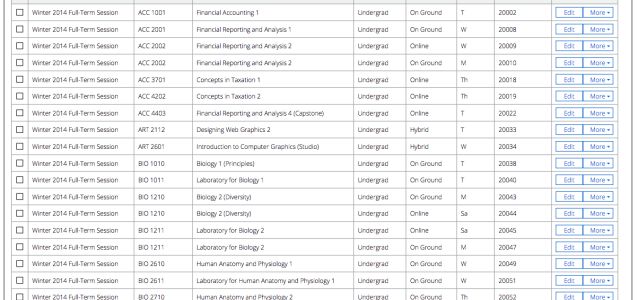 Winter 2014 Full-Term Session ACC 1001 Financial Accounting 1 Undergrad On Ground T 20002 Edit More
Winter 2014 Full-Term Session ACC 2001 Financial Reporting and Analysis 1 Undergrad On Ground W 20008 Edit More
Winter 2014 Full-Term Session ACC 2002 Financial Reporting and Analysis 2 Undergrad Online W 20009 Edit More
Winter 2014 Full-Term Session ACC 2002 Financial Reporting and Analysis 2 Undergrad On Ground M 20010 Edit More
Winter 2014 Full-Term Session ACC 3701 Concepts in Taxation 1 Undergrad Online Th 20018 Edit More
Winter 2014 Full-Term Session ACC 4202 Concepts in Taxation 2 Undergrad Online Th 20019 Edit More
Winter 2014 Full-Term Session ACC 4403 Financial Reporting and Analysis 4 (Capstone) Undergrad Online T 20022 Edit More
Winter 2014 Full-Term Session ART 2112 Designing Web Graphics 2 Undergrad Hybrid T 20033 Edit More
Winter 2014 Full-Term Session ART 2601 Introduction to Computer Graphics (Studio) Undergrad Hybrid W 20034 Edit More
Winter 2014 Full-Term Session BIO 1010 Biology 1 (Principles) Undergrad On Ground T 20038 Edit More
Winter 2014 Full-Term Session BIO 1011 Laboratory for Biology 1 Undergrad On Ground T 20040 Edit More
Winter 2014 Full-Term Session BIO 1210 Biology 2 (Diversity) Undergrad On Ground M 20043 Edit More
Winter 2014 Full-Term Session BIO 1210 Biology 2 (Diversity) Undergrad Online Sa 20044 Edit More
Winter 2014 Full-Term Session BIO 1211 Laboratory for Biology 2 Undergrad Online Sa 20045 Edit More
Winter 2014 Full-Term Session BIO 1211 Laboratory for Biology 2 Undergrad On Ground M 20047 Edit More
Winter 2014 Full-Term Session BIO 2610 Human Anatomy and Physiology 1 Undergrad On Ground W 20049 Edit More
Winter 2014 Full-Term Session BIO 2611 Laboratory for Human Anatomy and Physiology 1 Undergrad On Ground W 20051 Edit More
Winter 2014 Full-Term Session BIO 2710 Human Anatomy and Physiology 2 Undergrad On Ground Th 20052 Edit More